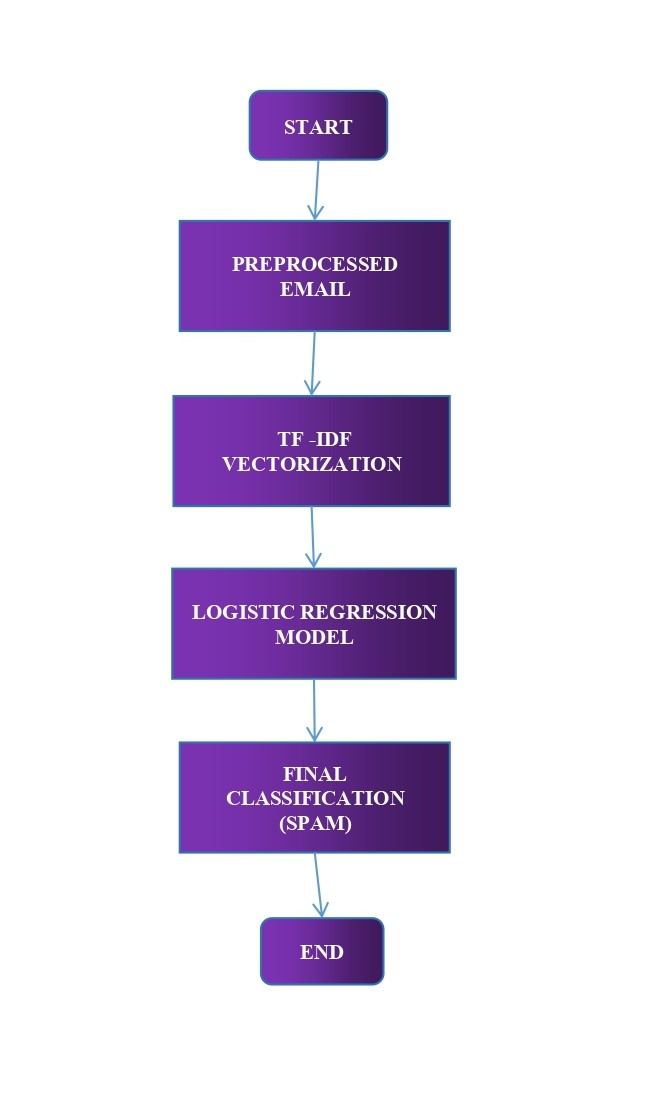 START
PREPROCESSED
EMAIL
TF -IDF
VECTORIZATION
LOGISTIC REGRESSION
MODEL
FINAL
CLASSIFICATION
(SPAM)
END